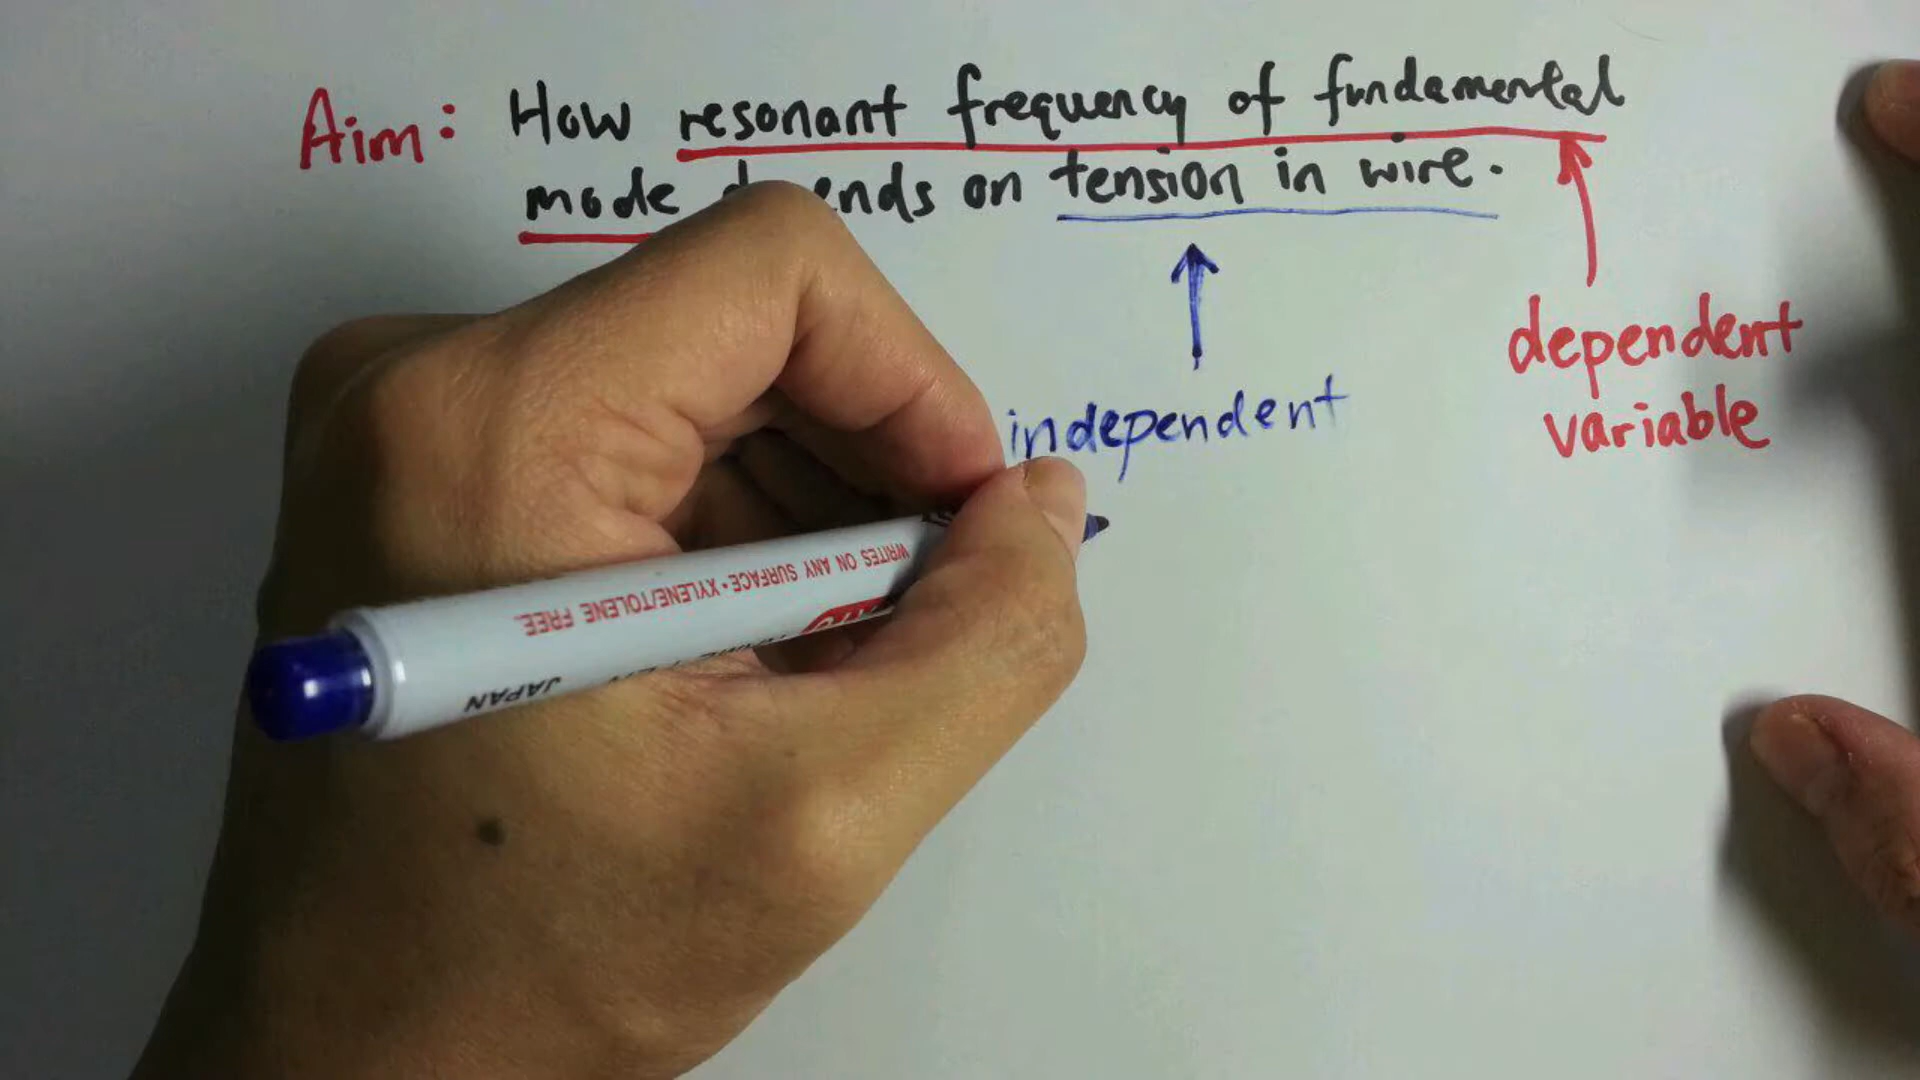 Aim: How resonant frequency of fundamental
mode ends on tension in wire.
independent
dependent
variable
WRITES ON ANY SURFACE • XYLENE/TOLENE FREE.
JAPAN